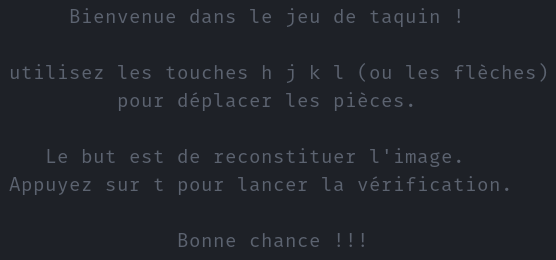 Bienvenue dans le jeu de taquin !
utilisez les touches h j k l (ou les flèches)
pour déplacer les pièces.
Le but est de reconstituer l'image.
Appuyez sur t pour lancer la vérification.
Bonne chance !!!